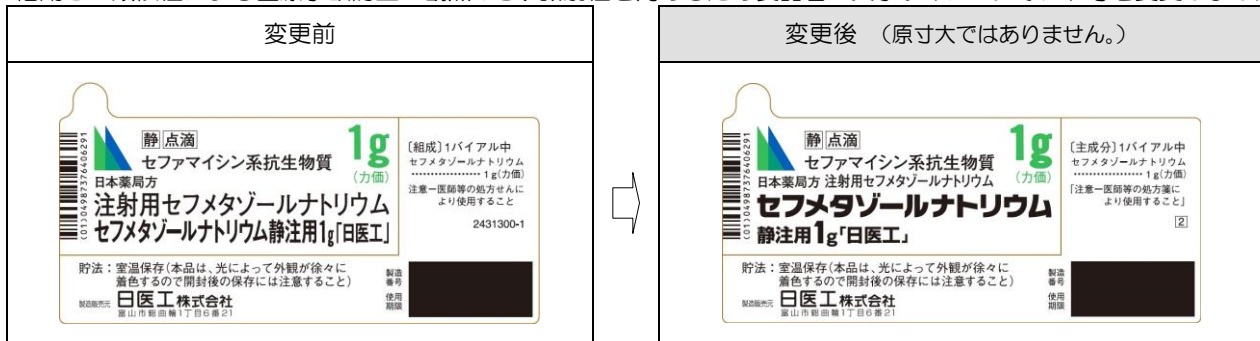 変更前
静 点滴
セファマイシン系抗生物質
1g
(力価)
日本薬局方
注射用セフメタゾールナトリウム
セフメタゾールナトリウム静注用1g「日医工」
(01)04987376406291
〔組成〕1バイアル中
セフメタゾールナトリウム
……………… 1g(力価)
注意-医師等の処方せんに
より使用すること
2431300-1
貯法:室温保存(本品は、光によって外観が徐々に
着色するので開封後の保存には注意すること)
製造販売元 日医工株式会社
富山市総曲輪1丁目6番21
製造
番号
使用
期限
変更後 (原寸大ではありません。)
静 点滴
セファマイシン系抗生物質
1g
(力価)
日本薬局方 注射用セフメタゾールナトリウム
セフメタゾールナトリウム
静注用1g「日医工」
(01)04987376406291
〔主成分〕1バイアル中
セフメタゾールナトリウム
……………… 1g(力価)
「注意-医師等の処方箋に
より使用すること」
2
貯法:室温保存(本品は、光によって外観が徐々に
着色するので開封後の保存には注意すること)
製造販売元 日医工株式会社
富山市総曲輪1丁目6番21
製造
番号
使用
期限